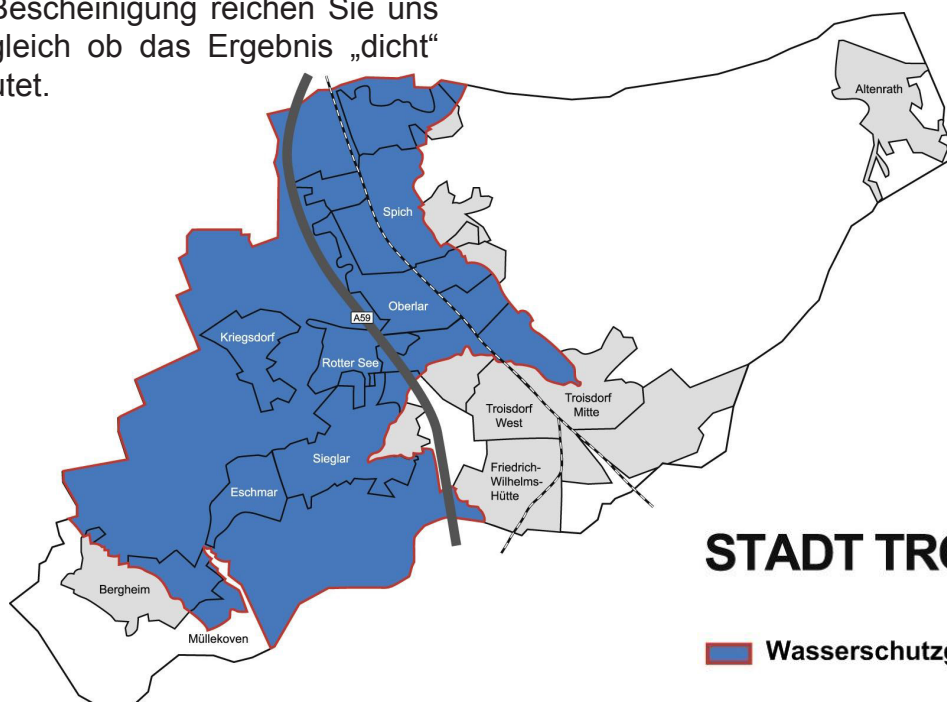 Bescheinigung reichen Sie uns
gleich ob das Ergebnis „dicht“
utet.
Altenrath
Spich
Oberlar
A59
Kriegsdorf
Rotter See
Troisdorf
Mitte
Troisdorf
West
Sieglar
Friedrich-
Wilhelms-
Hütte
Eschmar
Bergheim
Müllekoven
STADT TRO
Wasserschutzg